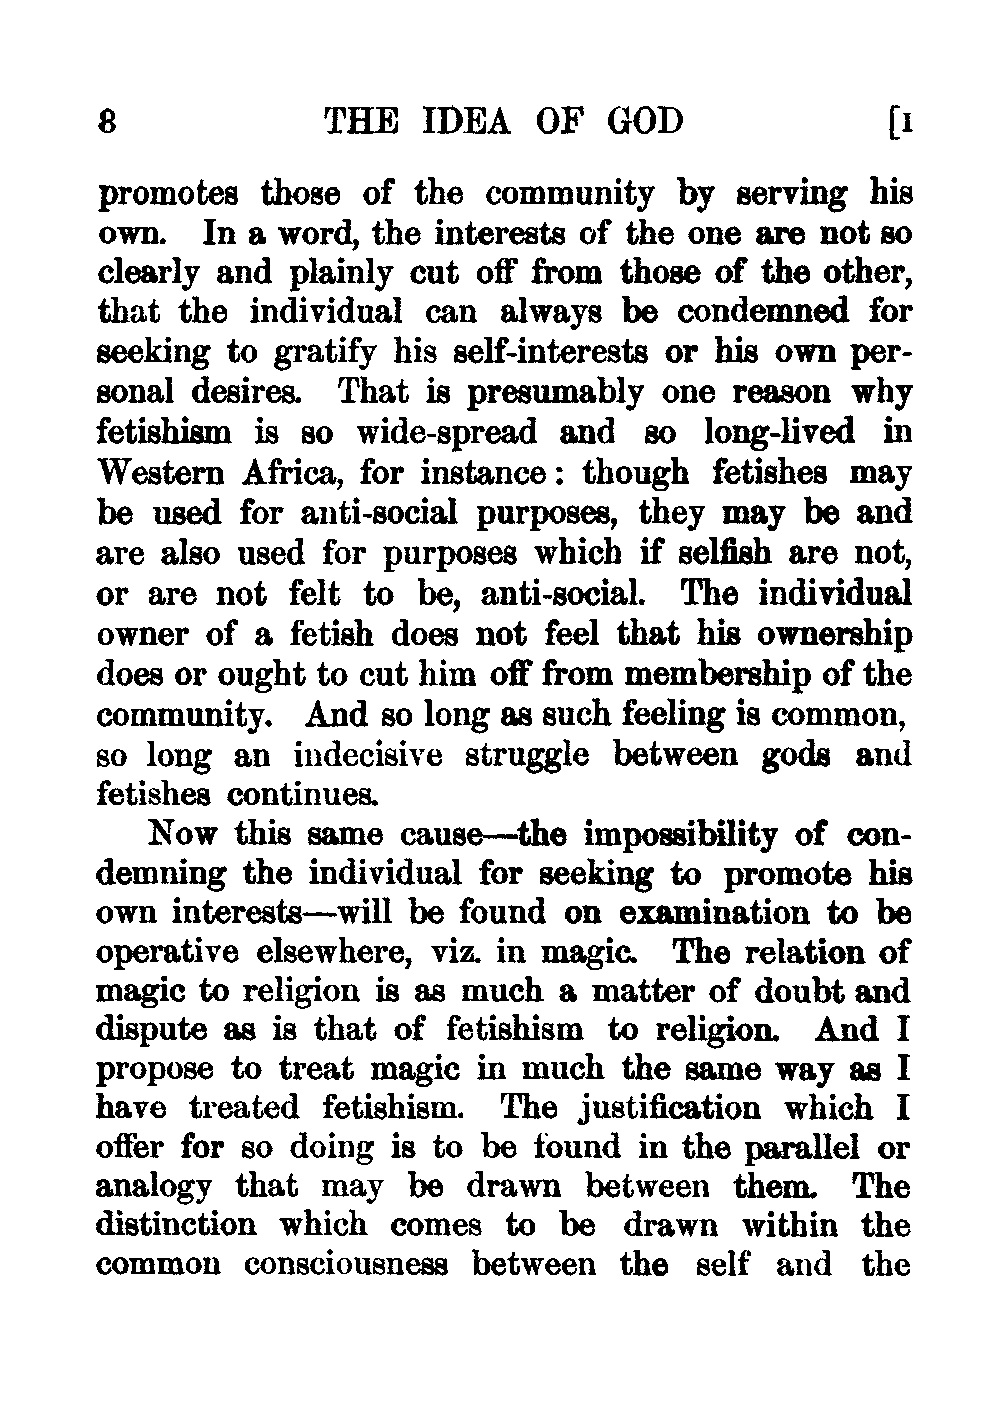 8 THE IDEA OF GOD [I
promotes those of the community by serving his
own. In a word, the interests of the one are not so
clearly and plainly cut off from those of the other,
that the individual can always be condemned for
seeking to gratify his self-interests or his own per-
sonal desires. That is presumably one reason why
fetishism is so wide-spread and so long-lived in
Western Africa, for instance: though fetishes may
be used for anti-social purposes, they may be and
are also used for purposes which if selfish are not,
or are not felt to be, anti-social. The individual
owner of a fetish does not feel that his ownership
does or ought to cut him off from membership of the
community. And so long as such feeling is common,
so long an indecisive struggle between gods and
fetishes continues.
Now this same cause—the impossibility of con-
demning the individual for seeking to promote his
own interests—will be found on examination to be
operative elsewhere, viz. in magic. The relation of
magic to religion is as much a matter of doubt and
dispute as is that of fetishism to religion. And I
propose to treat magic in much the same way as I
have treated fetishism. The justification which I
offer for so doing is to be found in the parallel or
analogy that may be drawn between them. The
distinction which comes to be drawn within the
common consciousness between the self and the